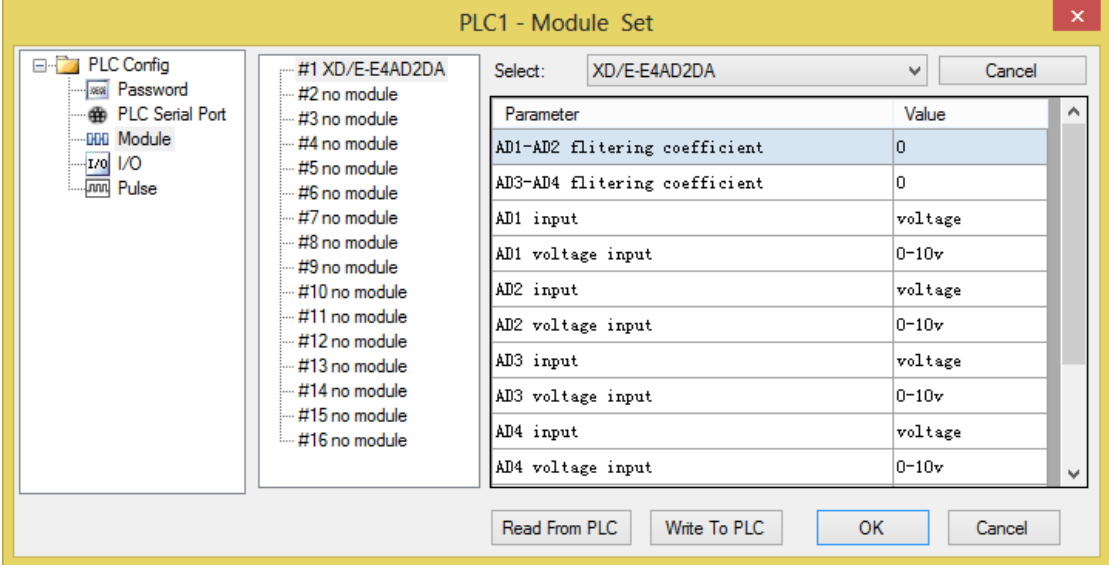 PLC1 - Module Set
×
PLC Config
Password
PLC Serial Port
Module
I/O I/O
Pulse
#1 XD/E-E4AD2DA
#2 no module
#3 no module
#4 no module
#5 no module
#6 no module
#7 no module
#8 no module
#9 no module
#10 no module
#11 no module
#12 no module
#13 no module
#14 no module
#15 no module
#16 no module
Select: XD/E-E4AD2DA Cancel
Parameter Value
AD1-AD2 flitering coefficient 0
AD3-AD4 flitering coefficient 0
AD1 input voltage
AD1 voltage input 0-10v
AD2 input voltage
AD2 voltage input 0-10v
AD3 input voltage
AD3 voltage input 0-10v
AD4 input voltage
AD4 voltage input 0-10v
Read From PLC Write To PLC OK Cancel